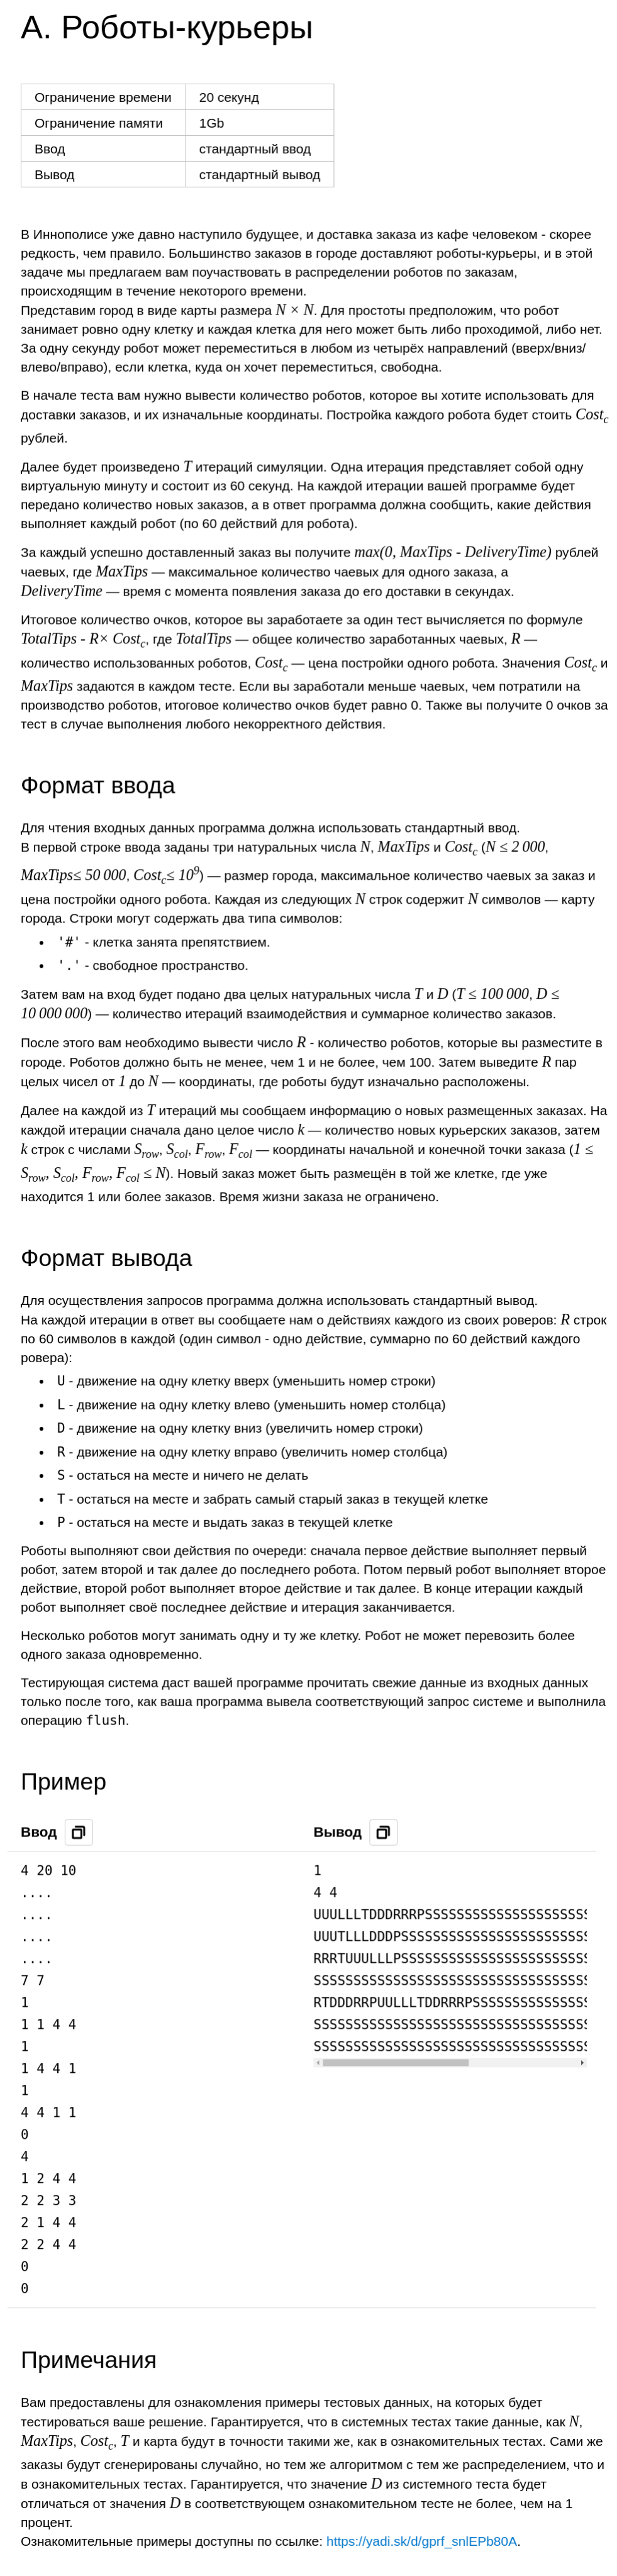 A. Роботы-курьеры
Ограничение времени 20 секунд
Ограничение памяти 1Gb
Ввод стандартный ввод
Вывод стандартный вывод
В Иннополисе уже давно наступило будущее, и доставка заказа из кафе человеком - скорее
редкость, чем правило. Большинство заказов в городе доставляют роботы-курьеры, и в этой
задаче мы предлагаем вам поучаствовать в распределении роботов по заказам,
происходящим в течение некоторого времени.
Представим город в виде карты размера N × N. Для простоты предположим, что робот
занимает ровно одну клетку и каждая клетка для него может быть либо проходимой, либо нет.
За одну секунду робот может переместиться в любом из четырёх направлений (вверх/вниз/
влево/вправо), если клетка, куда он хочет переместиться, свободна.
В начале теста вам нужно вывести количество роботов, которое вы хотите использовать для
доставки заказов, и их изначальные координаты. Постройка каждого робота будет стоить Cost_c
рублей.
Далее будет произведено T итераций симуляции. Одна итерация представляет собой одну
виртуальную минуту и состоит из 60 секунд. На каждой итерации вашей программе будет
передано количество новых заказов, а в ответ программа должна сообщить, какие действия
выполняет каждый робот (по 60 действий для робота).
За каждый успешно доставленный заказ вы получите max(0, MaxTips - DeliveryTime) рублей
чаевых, где MaxTips — максимальное количество чаевых для одного заказа, а
DeliveryTime — время с момента появления заказа до его доставки в секундах.
Итоговое количество очков, которое вы заработаете за один тест вычисляется по формуле
TotalTips - R× Cost_c, где TotalTips — общее количество заработанных чаевых, R —
количество использованных роботов, Cost_c — цена постройки одного робота. Значения Cost_c и
MaxTips задаются в каждом тесте. Если вы заработали меньше чаевых, чем потратили на
производство роботов, итоговое количество очков будет равно 0. Также вы получите 0 очков за
тест в случае выполнения любого некорректного действия.
Формат ввода
Для чтения входных данных программа должна использовать стандартный ввод.
В первой строке ввода заданы три натуральных числа N, MaxTips и Cost_c (N ≤ 2 000,
MaxTips≤ 50 000, Cost_c≤ 10^9) — размер города, максимальное количество чаевых за заказ и
цена постройки одного робота. Каждая из следующих N строк содержит N символов — карту
города. Строки могут содержать два типа символов:
• '#' - клетка занята препятствием.
• '.' - свободное пространство.
Затем вам на вход будет подано два целых натуральных числа T и D (T ≤ 100 000, D ≤
10 000 000) — количество итераций взаимодействия и суммарное количество заказов.
После этого вам необходимо вывести число R - количество роботов, которые вы разместите в
городе. Роботов должно быть не менее, чем 1 и не более, чем 100. Затем выведите R пар
целых чисел от 1 до N — координаты, где роботы будут изначально расположены.
Далее на каждой из T итераций мы сообщаем информацию о новых размещенных заказах. На
каждой итерации сначала дано целое число k — количество новых курьерских заказов, затем
k строк с числами S_row, S_col, F_row, F_col — координаты начальной и конечной точки заказа (1 ≤
S_row, S_col, F_row, F_col ≤ N). Новый заказ может быть размещён в той же клетке, где уже
находится 1 или более заказов. Время жизни заказа не ограничено.
Формат вывода
Для осуществления запросов программа должна использовать стандартный вывод.
На каждой итерации в ответ вы сообщаете нам о действиях каждого из своих роверов: R строк
по 60 символов в каждой (один символ - одно действие, суммарно по 60 действий каждого
ровера):
• U - движение на одну клетку вверх (уменьшить номер строки)
• L - движение на одну клетку влево (уменьшить номер столбца)
• D - движение на одну клетку вниз (увеличить номер строки)
• R - движение на одну клетку вправо (увеличить номер столбца)
• S - остаться на месте и ничего не делать
• T - остаться на месте и забрать самый старый заказ в текущей клетке
• P - остаться на месте и выдать заказ в текущей клетке
Роботы выполняют свои действия по очереди: сначала первое действие выполняет первый
робот, затем второй и так далее до последнего робота. Потом первый робот выполняет второе
действие, второй робот выполняет второе действие и так далее. В конце итерации каждый
робот выполняет своё последнее действие и итерация заканчивается.
Несколько роботов могут занимать одну и ту же клетку. Робот не может перевозить более
одного заказа одновременно.
Тестирующая система даст вашей программе прочитать свежие данные из входных данных
только после того, как ваша программа вывела соответствующий запрос системе и выполнила
операцию flush.
Пример
Ввод Вывод
4 20 10 1
.... 4 4
.... UUULLLTDDDRRRPSSSSSSSSSSSSSSSSSSSSS
.... UUUTLLLDDDPSSSSSSSSSSSSSSSSSSSSSSSS
.... RRRTUUULLLPSSSSSSSSSSSSSSSSSSSSSSSS
7 7 SSSSSSSSSSSSSSSSSSSSSSSSSSSSSSSSSSS
1 RTDDDRRPUULLLTDDRRRPSSSSSSSSSSSSSSS
1 1 4 4 SSSSSSSSSSSSSSSSSSSSSSSSSSSSSSSSSSS
1 SSSSSSSSSSSSSSSSSSSSSSSSSSSSSSSSSSS
1 4 4 1
1
4 4 1 1
0
4
1 2 4 4
2 2 3 3
2 1 4 4
2 2 4 4
0
0
Примечания
Вам предоставлены для ознакомления примеры тестовых данных, на которых будет
тестироваться ваше решение. Гарантируется, что в системных тестах такие данные, как N,
MaxTips, Cost_c, T и карта будут в точности такими же, как в ознакомительных тестах. Сами же
заказы будут сгенерированы случайно, но тем же алгоритмом с тем же распределением, что и
в ознакомительных тестах. Гарантируется, что значение D из системного теста будет
отличаться от значения D в соответствующем ознакомительном тесте не более, чем на 1
процент.
Ознакомительные примеры доступны по ссылке: https://yadi.sk/d/gprf_snlEPb80A.